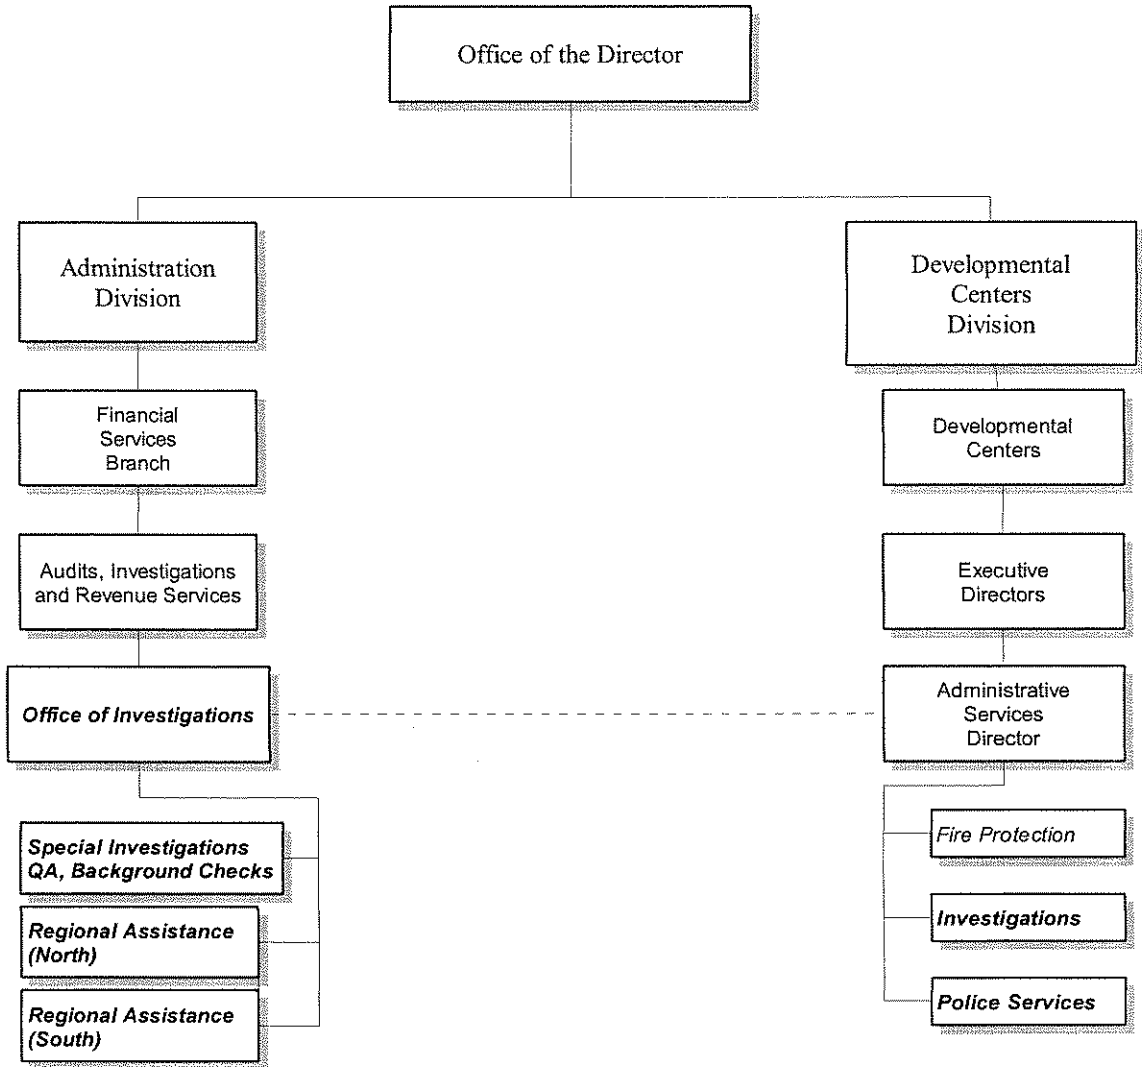 Office of the Director
Administration
Division
Developmental
Centers
Division
Financial
Services
Branch
Developmental
Centers
Audits, Investigations
and Revenue Services
Executive
Directors
Office of Investigations
Administrative
Services
Director
Special Investigations
QA, Background Checks
Regional Assistance
(North)
Regional Assistance
(South)
Fire Protection
Investigations
Police Services